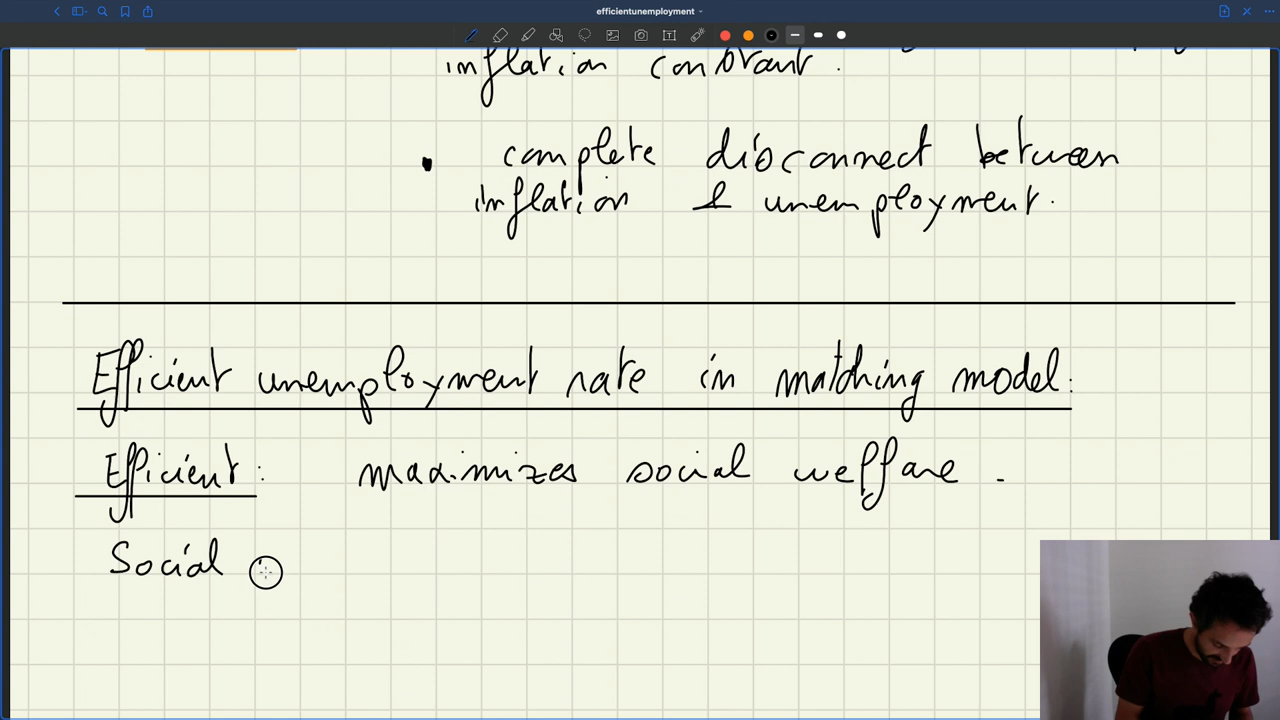 efficientunemployment
inflation constant.
• complete disconnect between
inflation & unemployment.
Efficient unemployment rate in matching model:
Efficient: maximizes social welfare.
Social